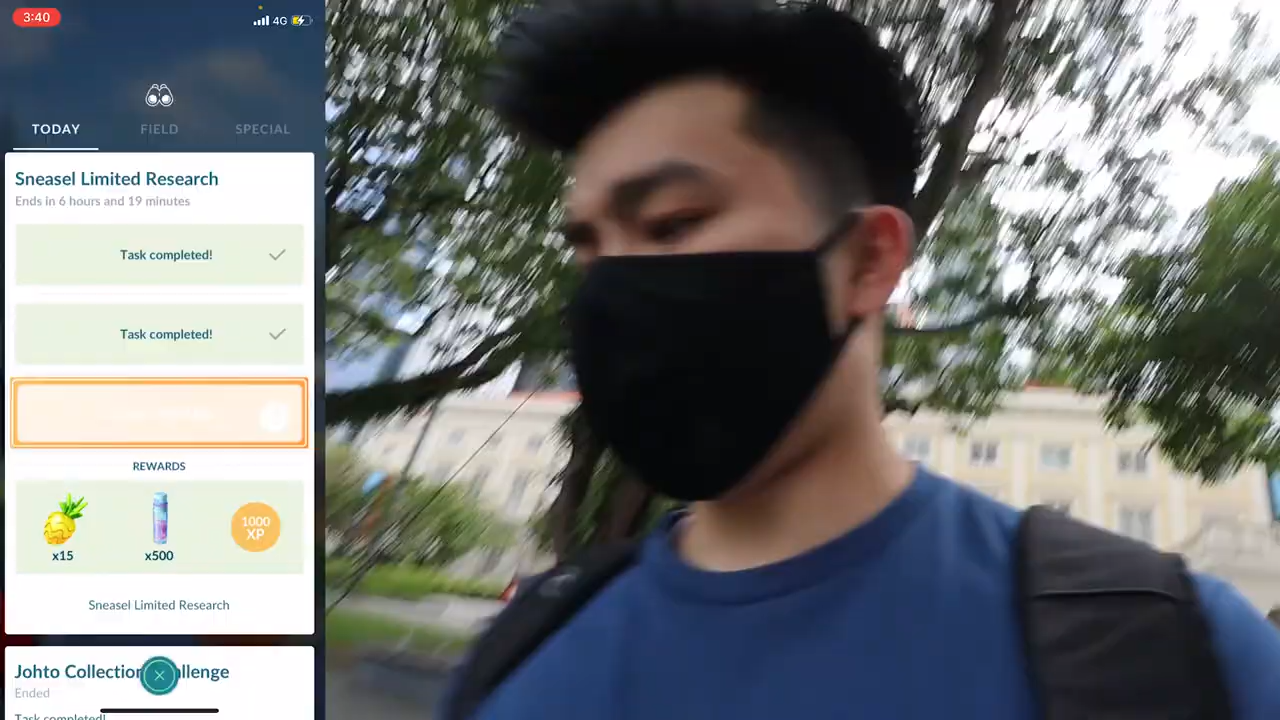 3:40
4G
TODAY
FIELD
SPECIAL
Sneasel Limited Research
Ends in 6 hours and 19 minutes
Task completed!
Task completed!
REWARDS
1000
XP
x15
x500
Sneasel Limited Research
Johto Collection
allenge
Ended
Task completed!